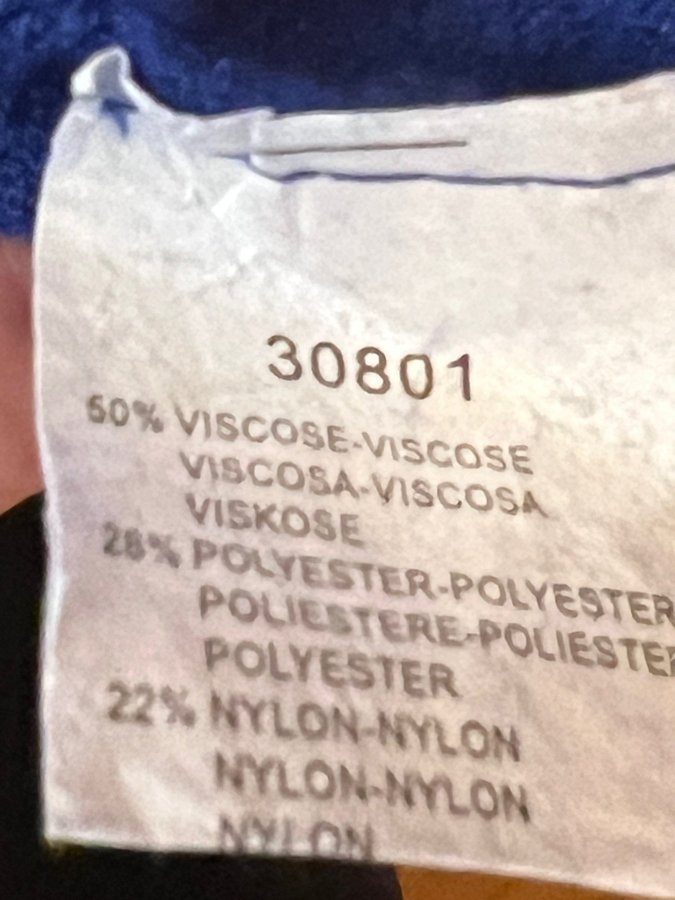 30801
50% VISCOSE-VISCOSE
VISCOSA-VISCOSA
VISKOSE
28% POLYESTER-POLYESTER
POLIESTERE-POLIESTER
POLYESTER
22% NYLON-NYLON
NYLON-NYLON
NYLON